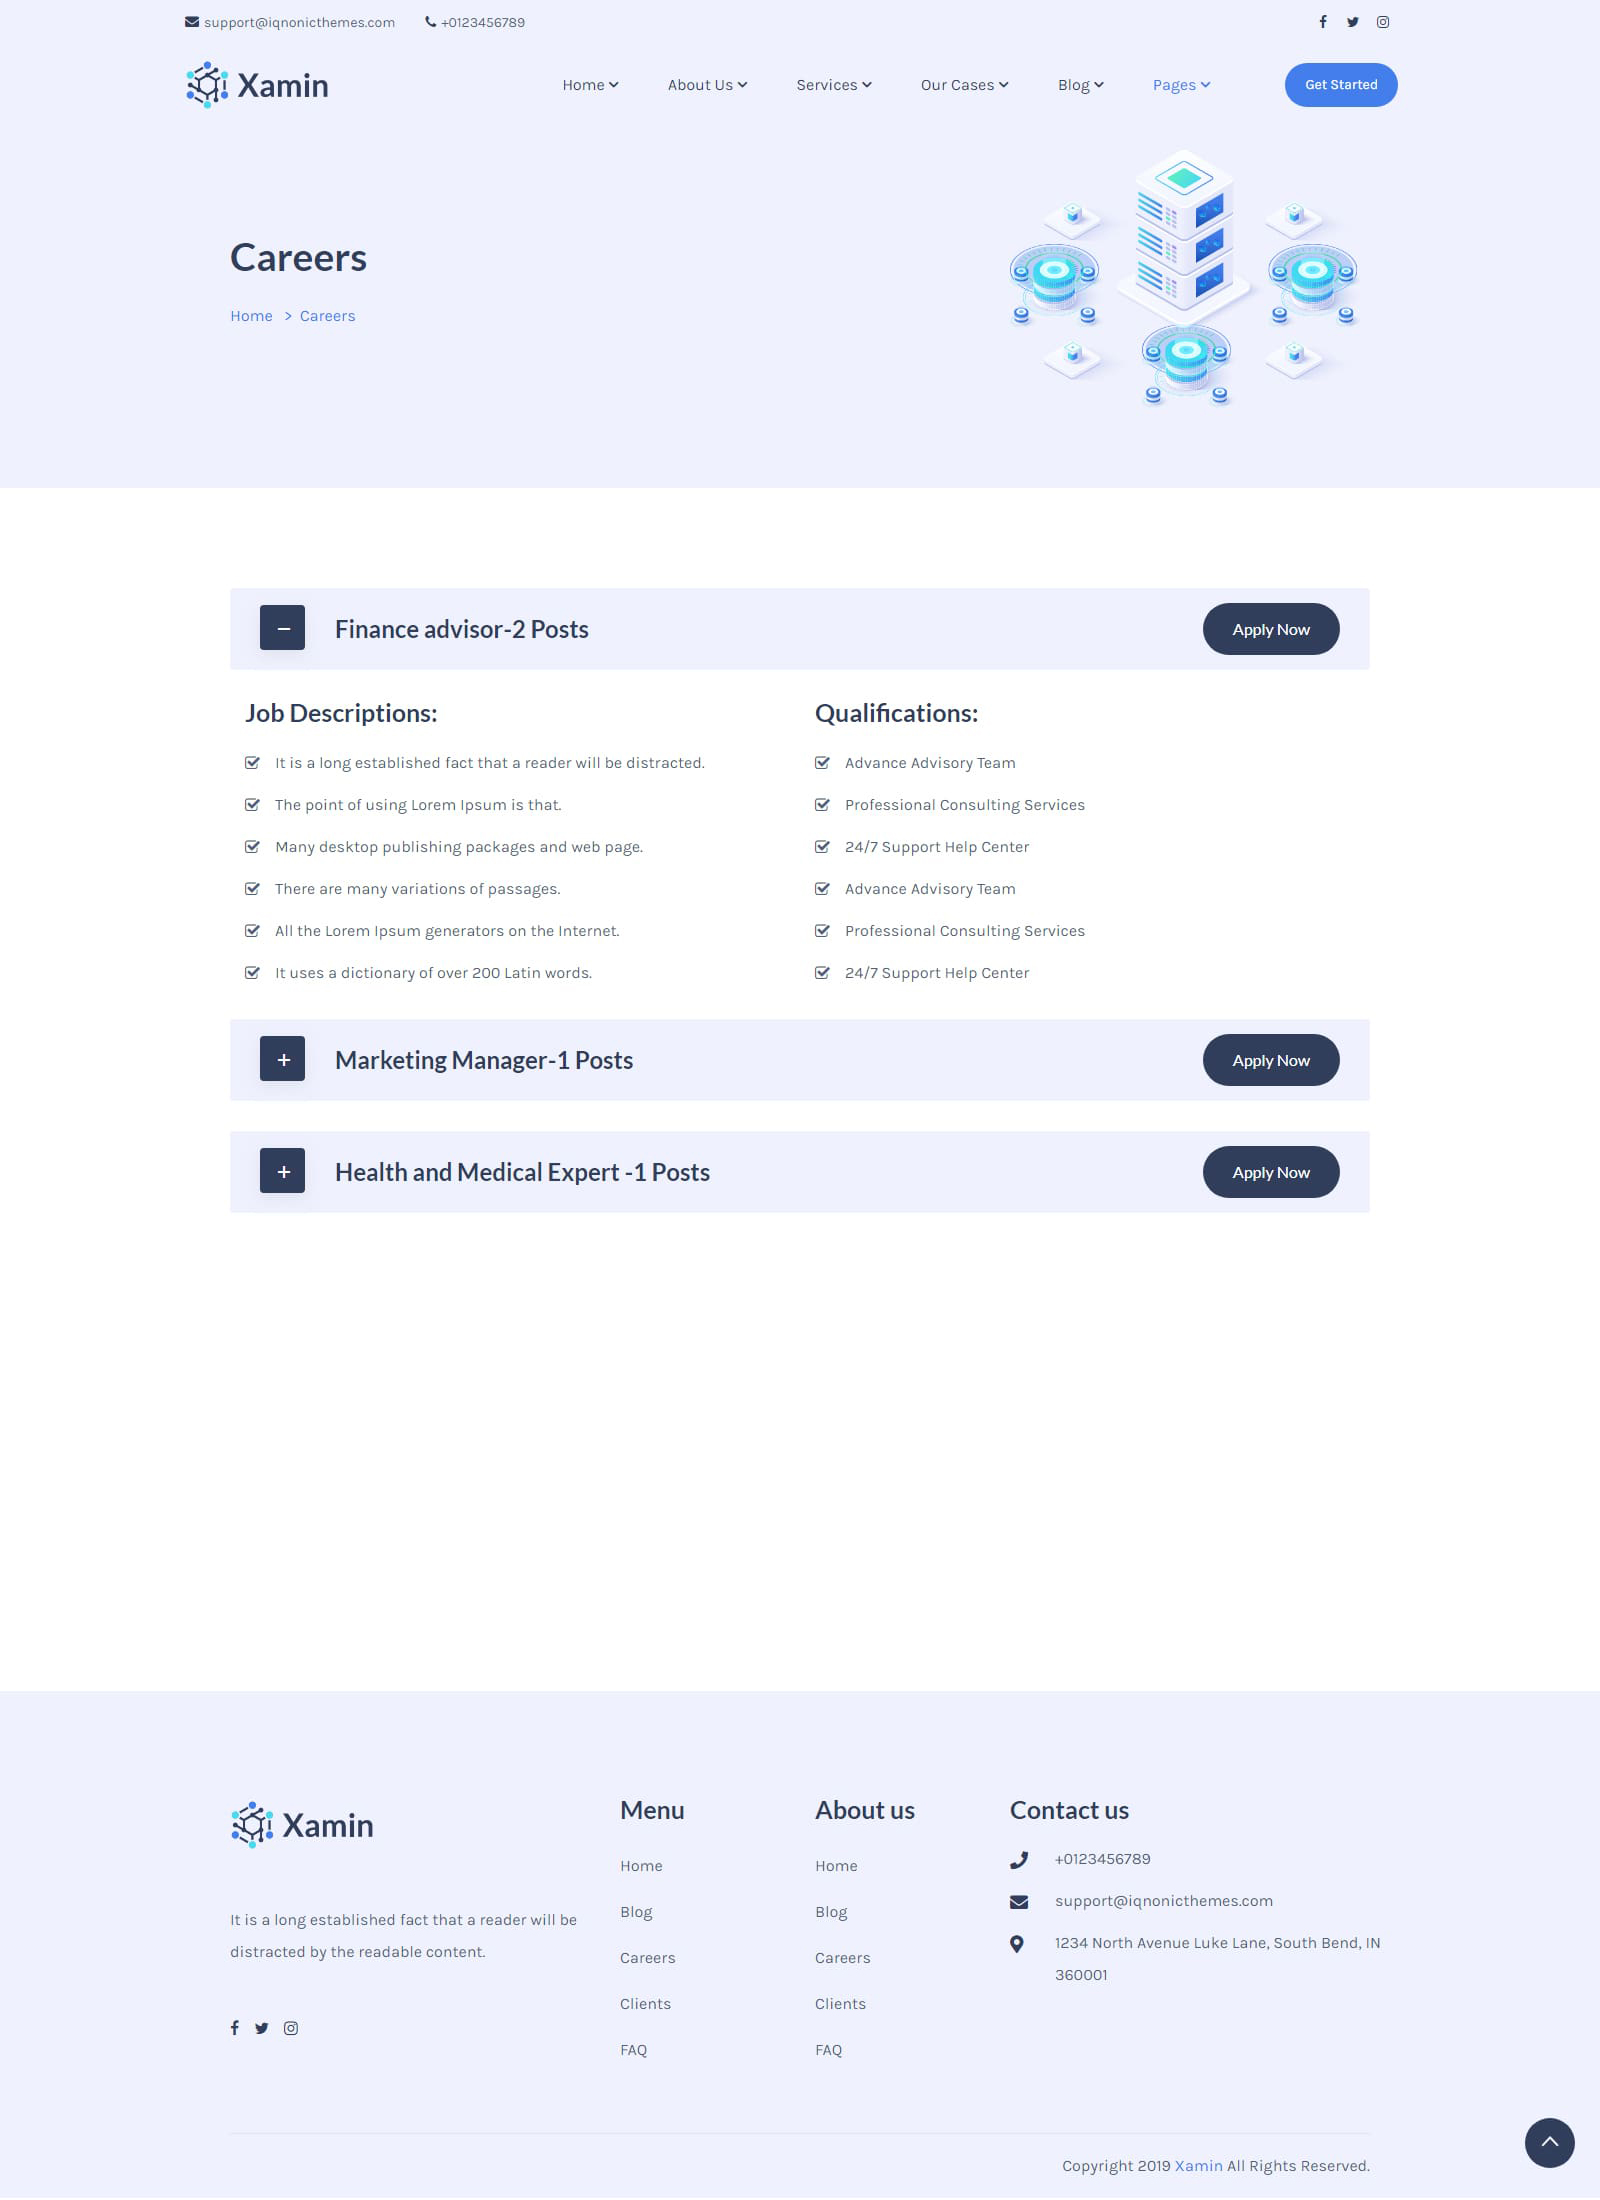 support@iqnonicthemes.com +0123456789
Xamin
Home About Us Services Our Cases Blog Pages Get Started
Careers
Home > Careers
Finance advisor-2 Posts Apply Now
Job Descriptions:
It is a long established fact that a reader will be distracted.
The point of using Lorem Ipsum is that.
Many desktop publishing packages and web page.
There are many variations of passages.
All the Lorem Ipsum generators on the Internet.
It uses a dictionary of over 200 Latin words.
Qualifications:
Advance Advisory Team
Professional Consulting Services
24/7 Support Help Center
Advance Advisory Team
Professional Consulting Services
24/7 Support Help Center
Marketing Manager-1 Posts Apply Now
Health and Medical Expert -1 Posts Apply Now
Xamin
It is a long established fact that a reader will be
distracted by the readable content.
Menu
Home
Blog
Careers
Clients
FAQ
About us
Home
Blog
Careers
Clients
FAQ
Contact us
+0123456789
support@iqnonicthemes.com
1234 North Avenue Luke Lane, South Bend, IN
360001
Copyright 2019 Xamin All Rights Reserved.